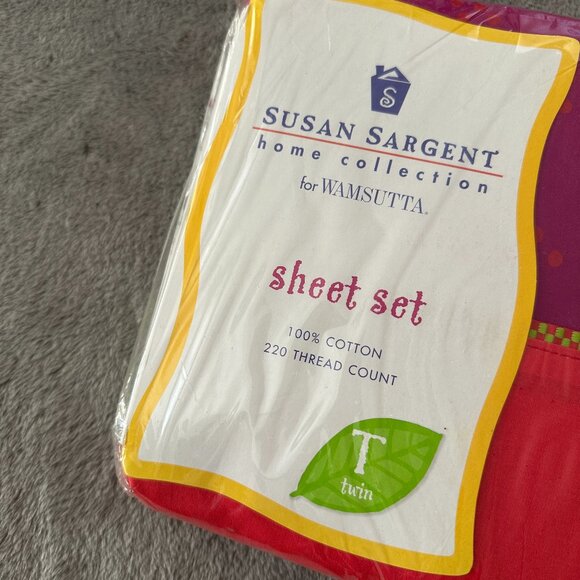 S
SUSAN SARGENT
home collection
for WAMSUTTA®
sheet set
100% COTTON
220 THREAD COUNT
T
twin